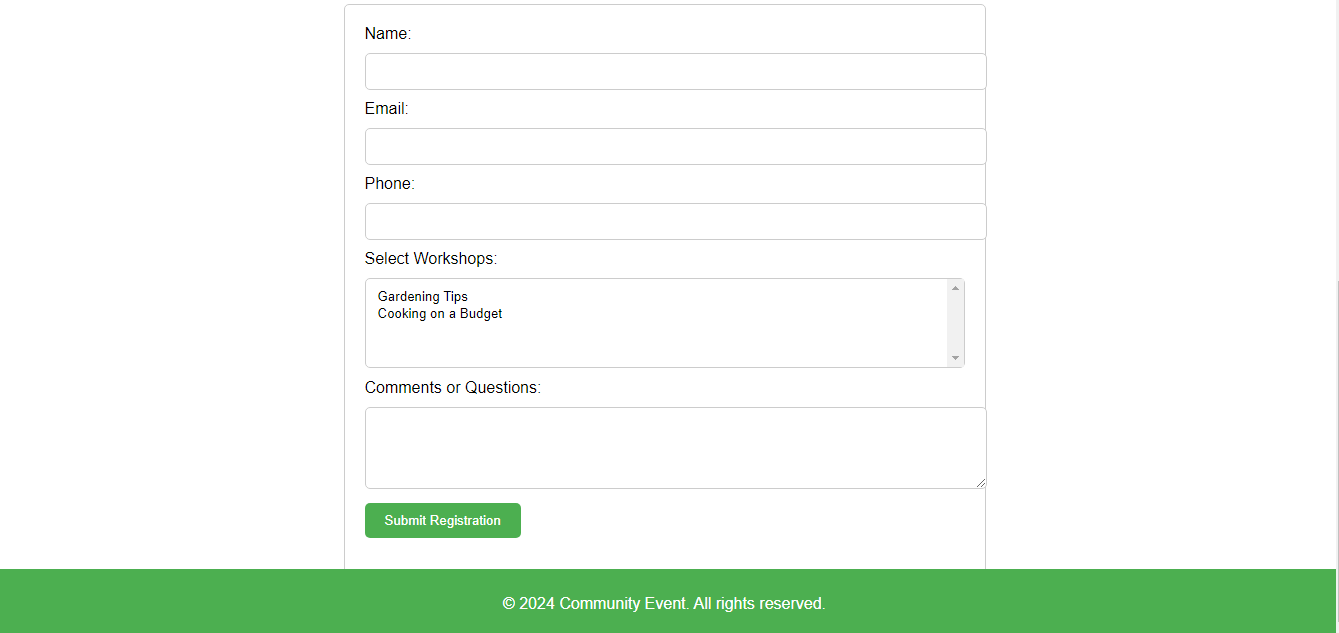 Name:
Email:
Phone:
Select Workshops:
Gardening Tips
Cooking on a Budget
Comments or Questions:
Submit Registration
© 2024 Community Event. All rights reserved.